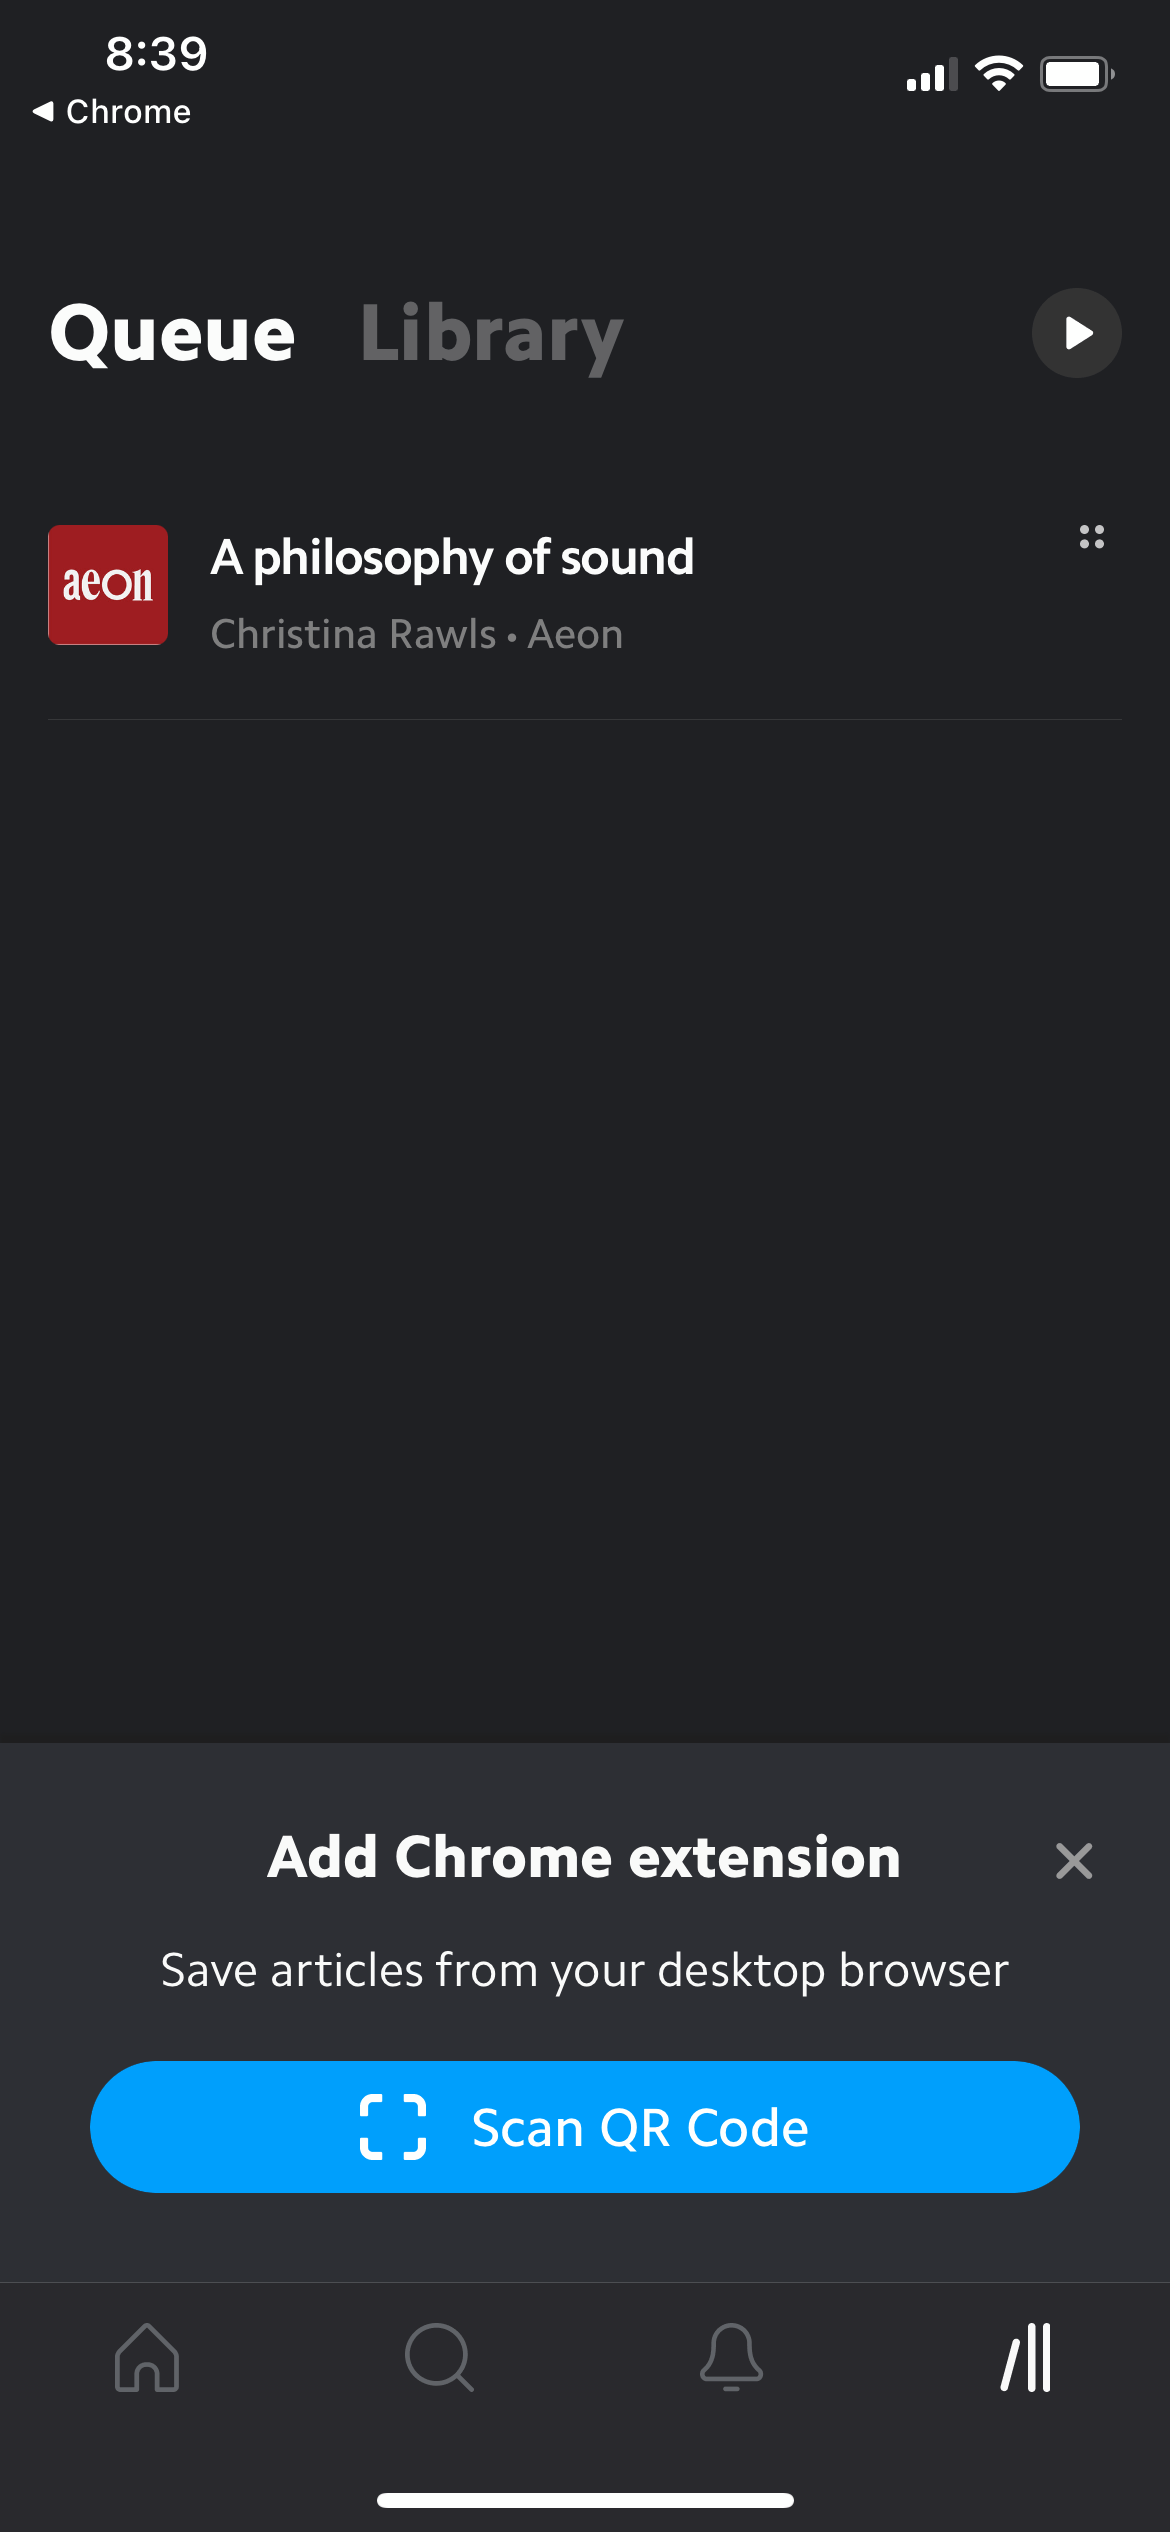 8:39
Chrome
Queue Library
aeon
A philosophy of sound
Christina Rawls • Aeon
Add Chrome extension
Save articles from your desktop browser
Scan QR Code